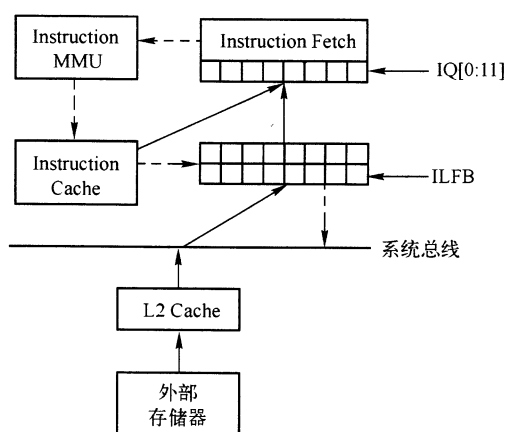 Instruction
MMU
Instruction Fetch
IQ[0:11]
Instruction
Cache
ILFB
系统总线
L2 Cache
外部
存储器